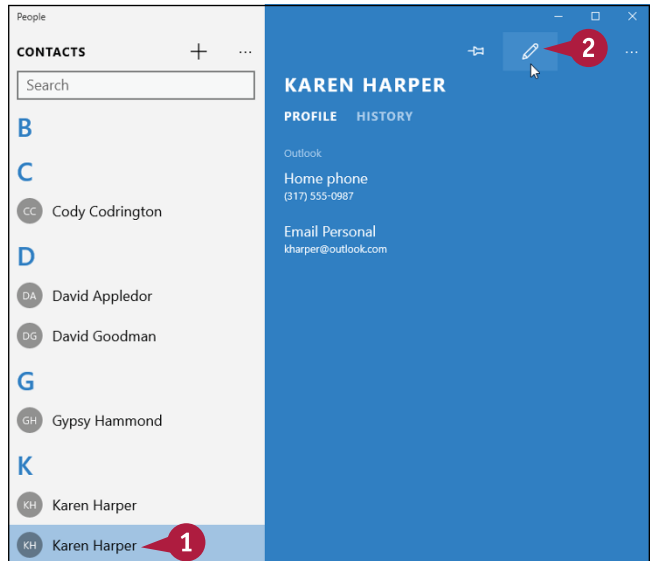 People
CONTACTS
Search
B
C
CC Cody Codrington
D
DA David Appledor
DG David Goodman
G
GH Gypsy Hammond
K
KH Karen Harper
KH Karen Harper
1
2
KAREN HARPER
PROFILE HISTORY
Outlook
Home phone
(317) 555-0987
Email Personal
kharper@outlook.com